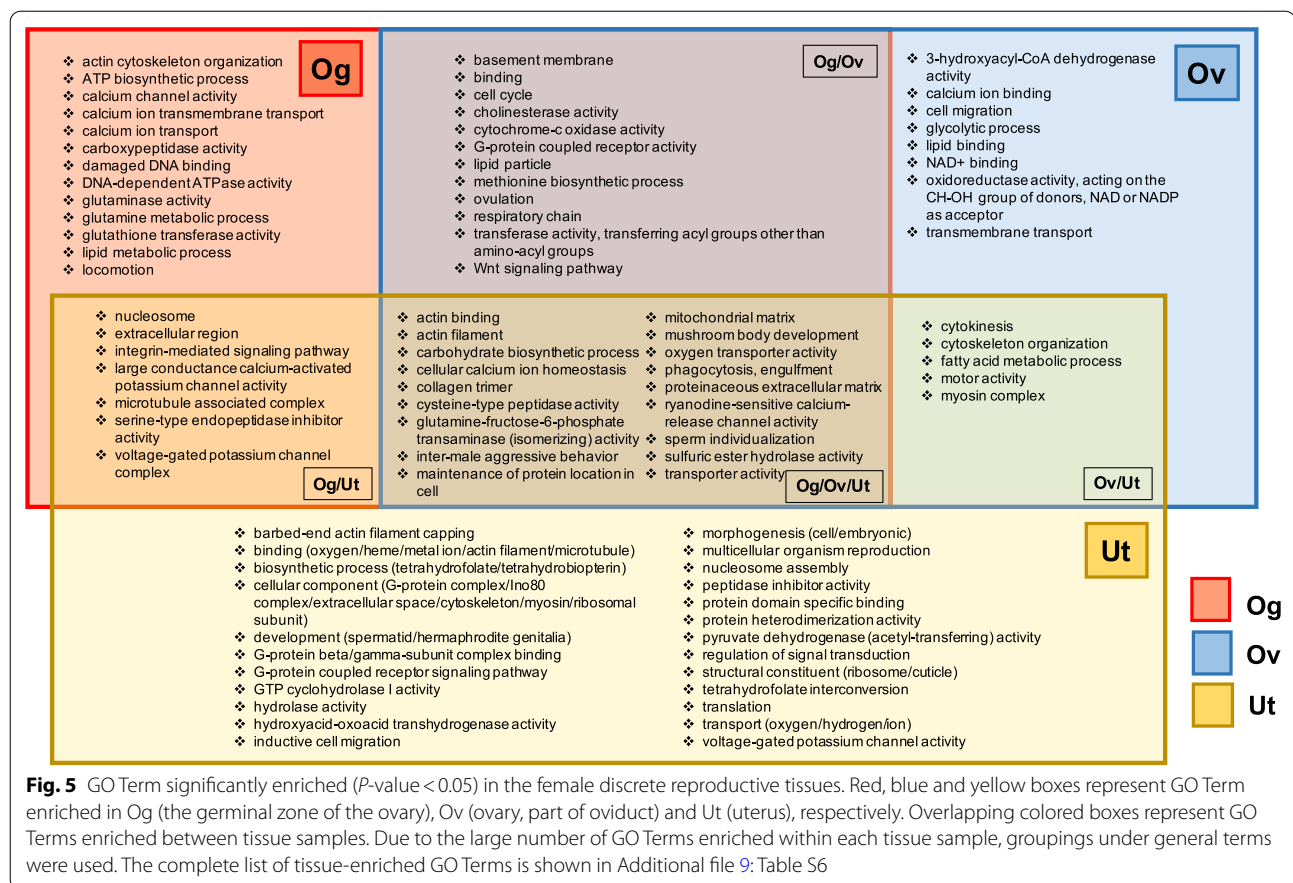 ❖ actin cytoskeleton organization
❖ ATP biosynthetic process
❖ calcium channel activity
❖ calcium ion transmembrane transport
❖ calcium ion transport
❖ carboxypeptidase activity
❖ damaged DNA binding
❖ DNA-dependent ATPase activity
❖ glutaminase activity
❖ glutamine metabolic process
❖ glutathione transferase activity
❖ lipid metabolic process
❖ locomotion
Og
❖ basement membrane
❖ binding
❖ cell cycle
❖ cholinesterase activity
❖ cytochrome-c oxidase activity
❖ G-protein coupled receptor activity
❖ lipid particle
❖ methionine biosynthetic process
❖ ovulation
❖ respiratory chain
❖ transferase activity, transferring acyl groups other than
amino-acyl groups
❖ Wnt signaling pathway
Og/Ov
❖ 3-hydroxyacyl-CoA dehydrogenase
activity
❖ calcium ion binding
❖ cell migration
❖ glycolytic process
❖ lipid binding
❖ NAD+ binding
❖ oxidoreductase activity, acting on the
CH-OH group of donors, NAD or NADP
as acceptor
❖ transmembrane transport
Ov
❖ nucleosome
❖ extracellular region
❖ integrin-mediated signaling pathway
❖ large conductance calcium-activated
potassium channel activity
❖ microtubule associated complex
❖ serine-type endopeptidase inhibitor
activity
❖ voltage-gated potassium channel
complex
Og/Ut
❖ actin binding
❖ actin filament
❖ carbohydrate biosynthetic process
❖ cellular calcium ion homeostasis
❖ collagen trimer
❖ cysteine-type peptidase activity
❖ glutamine-fructose-6-phosphate
transaminase (isomerizing) activity
❖ inter-male aggressive behavior
❖ maintenance of protein location in
cell
❖ mitochondrial matrix
❖ mushroom body development
❖ oxygen transporter activity
❖ phagocytosis, engulfment
❖ proteinaceous extracellular matrix
❖ ryanodine-sensitive calcium-
release channel activity
❖ sperm individualization
❖ sulfuric ester hydrolase activity
❖ transporter activity
Og/Ov/Ut
❖ cytokinesis
❖ cytoskeleton organization
❖ fatty acid metabolic process
❖ motor activity
❖ myosin complex
Ov/Ut
❖ barbed-end actin filament capping
❖ binding (oxygen/heme/metal ion/actin filament/microtubule)
❖ biosynthetic process (tetrahydrofolate/tetrahydrobiopterin)
❖ cellular component (G-protein complex/Ino80
complex/extracellular space/cytoskeleton/myosin/ribosomal
subunit)
❖ development (spermatid/hermaphrodite genitalia)
❖ G-protein beta/gamma-subunit complex binding
❖ G-protein coupled receptor signaling pathway
❖ GTP cyclohydrolase I activity
❖ hydrolase activity
❖ hydroxyacid-oxoacid transhydrogenase activity
❖ inductive cell migration
❖ morphogenesis (cell/embryonic)
❖ multicellular organism reproduction
❖ nucleosome assembly
❖ peptidase inhibitor activity
❖ protein domain specific binding
❖ protein heterodimerization activity
❖ pyruvate dehydrogenase (acetyl-transferring) activity
❖ regulation of signal transduction
❖ structural constituent (ribosome/cuticle)
❖ tetrahydrofolate interconversion
❖ translation
❖ transport (oxygen/hydrogen/ion)
❖ voltage-gated potassium channel activity
Ut
Og
Ov
Ut
Fig. 5 GO Term significantly enriched (P-value < 0.05) in the female discrete reproductive tissues. Red, blue and yellow boxes represent GO Term
enriched in Og (the germinal zone of the ovary), Ov (ovary, part of oviduct) and Ut (uterus), respectively. Overlapping colored boxes represent GO
Terms enriched between tissue samples. Due to the large number of GO Terms enriched within each tissue sample, groupings under general terms
were used. The complete list of tissue-enriched GO Terms is shown in Additional file 9: Table S6